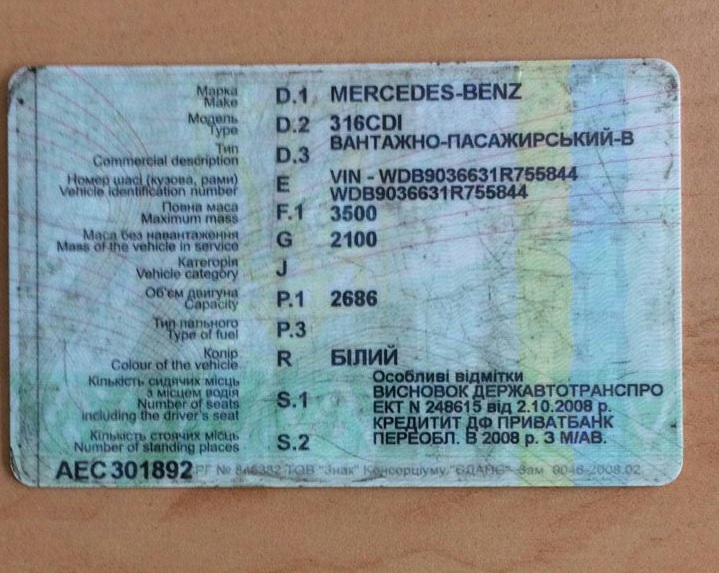 Марка
Make D.1 MERCEDES-BENZ
Модель
Type D.2 316CDI
Тип
Commercial description D.3 ВАНТАЖНО-ПАСАЖИРСЬКИЙ-В
Номер шасі (кузова, рами)
Vehicle identification number E VIN - WDB9036631R755844
WDB9036631R755844
Повна маса
Maximum mass F.1 3500
Маса без навантаження
Mass of the vehicle in service G 2100
Категорія
Vehicle category J
Об'єм двигуна
Capacity P.1 2686
Тип пального
Type of fuel P.3
Колір
Colour of the vehicle R БІЛИЙ
Кількість сидячих місць
з місцем водія
Number of seats
including the driver's seat S.1
Кількість стоячих місць
Number of standing places S.2
Особливі відмітки
ВИСНОВОК ДЕРЖАВТОТРАНСПРО
ЕКТ N 248615 від 2.10.2008 р.
КРЕДИТИТ ДФ ПРИВАТБАНК
ПЕРЕОБЛ. В 2008 р. З М/АВ.
АЕС 301892 ТОВ "Знак" Консорціуму Зам.